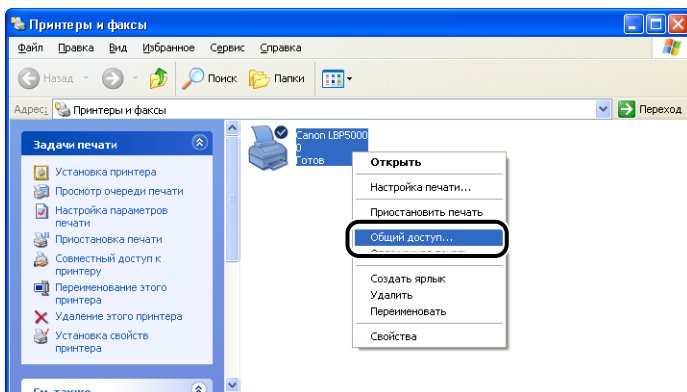 Принтеры и факсы
Файл Правка Вид Избранное Сервис Справка
Назад Поиск Папки
Адрес: Принтеры и факсы Переход
Задачи печати
Установка принтера
Просмотр очереди печати
Настройка параметров
печати
Приостановка печати
Совместный доступ к
принтеру
Переименование этого
принтера
Удаление этого принтера
Установка свойств
принтера
См. также
Canon LBP5000
0
Готов
Открыть
Настройка печати...
Приостановить печать
Общий доступ...
Создать ярлык
Удалить
Переименовать
Свойства